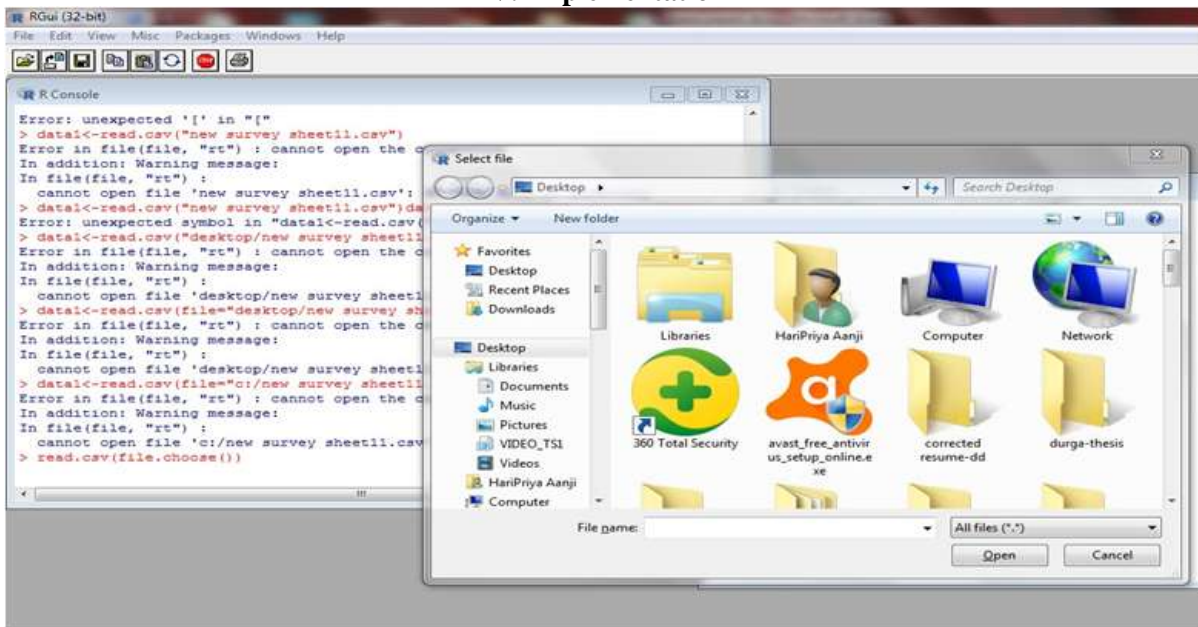 RGui (32-bit)
File Edit View Misc Packages Windows Help
STOP
R Console
Error: unexpected '[' in "["
> data1<-read.csv("new survey sheet11.csv")
Error in file(file, "rt") : cannot open the c
In addition: Warning message:
In file(file, "rt") :
cannot open file 'new survey sheet11.csv':
> data1<-read.csv("new survey sheet11.csv")da
Error: unexpected symbol in "data1<-read.csv(
> data1<-read.csv("desktop/new survey sheet11
Error in file(file, "rt") : cannot open the c
In addition: Warning message:
In file(file, "rt") :
cannot open file 'desktop/new survey sheet1
> data1<-read.csv(file="desktop/new survey sh
Error in file(file, "rt") : cannot open the c
In addition: Warning message:
In file(file, "rt") :
cannot open file 'desktop/new survey sheet1
> data1<-read.csv(file="c:/new survey sheet11
Error in file(file, "rt") : cannot open the c
In addition: Warning message:
In file(file, "rt") :
cannot open file 'c:/new survey sheet11.csv
> read.csv(file.choose())
Select file
Desktop
Search Desktop
Organize
New folder
Favorites
Desktop
Recent Places
Downloads
Desktop
Libraries
Documents
Music
Pictures
VIDEO_TS1
Videos
HariPriya Aanji
Computer
Libraries
HariPriya Aanji
Computer
Network
360 Total Security
avast_free_antivir
us_setup_online.e
xe
corrected
resume-dd
durga-thesis
File name:
All files (*.*)
Open
Cancel